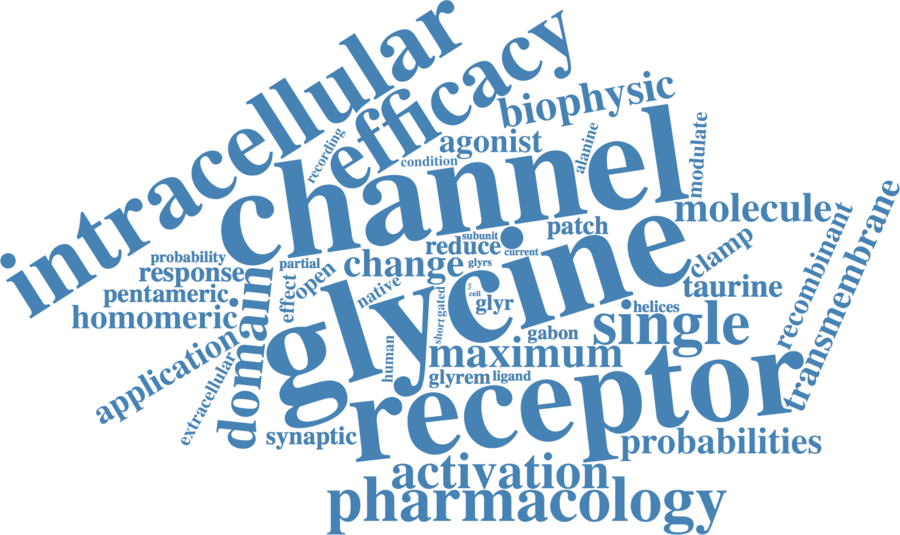 intracellular
efficacy
biophysic
agonist
recording
condition
alanine
modulate
channel
molecule
patch
subunit
reduce
current
probability
partial
change
glyrs
clamp
recombinant
transmembrane
response
open
pentameric
effect
native
glycine
short
gated
full
cell
glyr
taurine
helices
homomeric
domain
single
gabon
application
human
maximum
extracellular
glyrem
ligand
receptor
synaptic
probabilities
activation
pharmacology